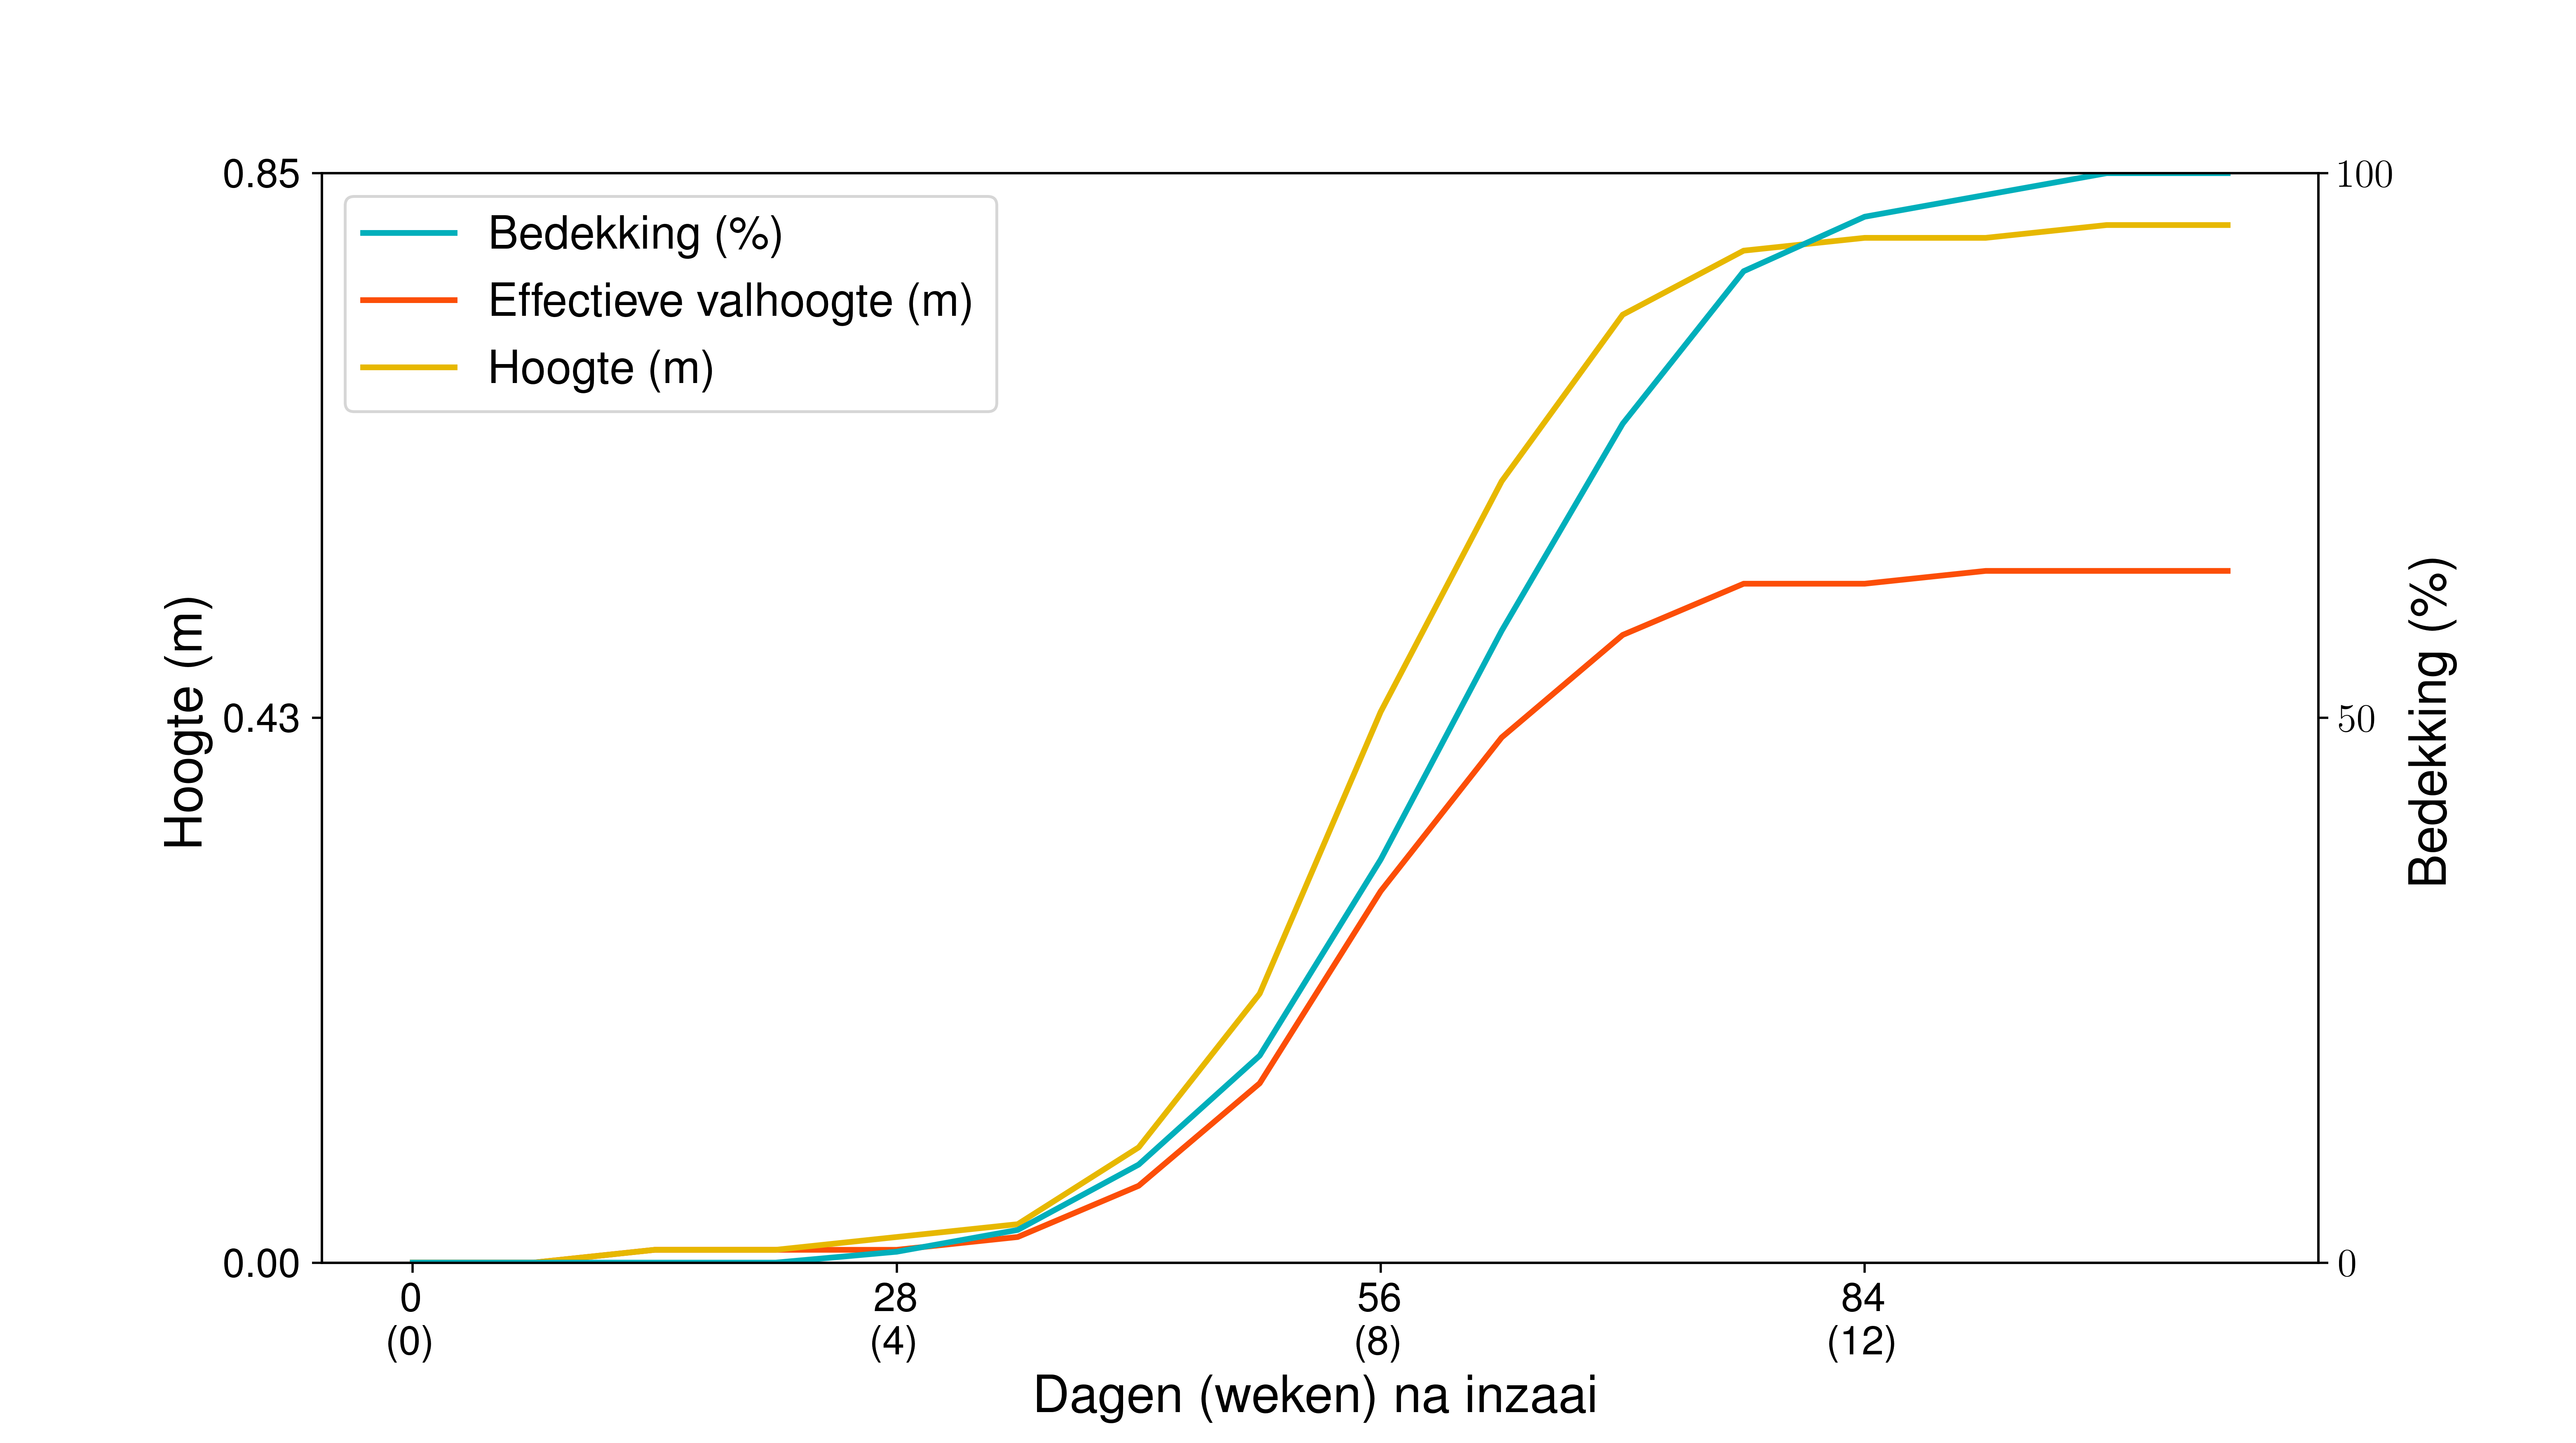 0.85
100
Bedekking (%)
Effectieve valhoogte (m)
Hoogte (m)
Hoogte (m)
0.43
50
Bedekking (%)
0.00
0
0
28
56
84
(0)
(4)
(8)
(12)
Dagen (weken) na inzaai